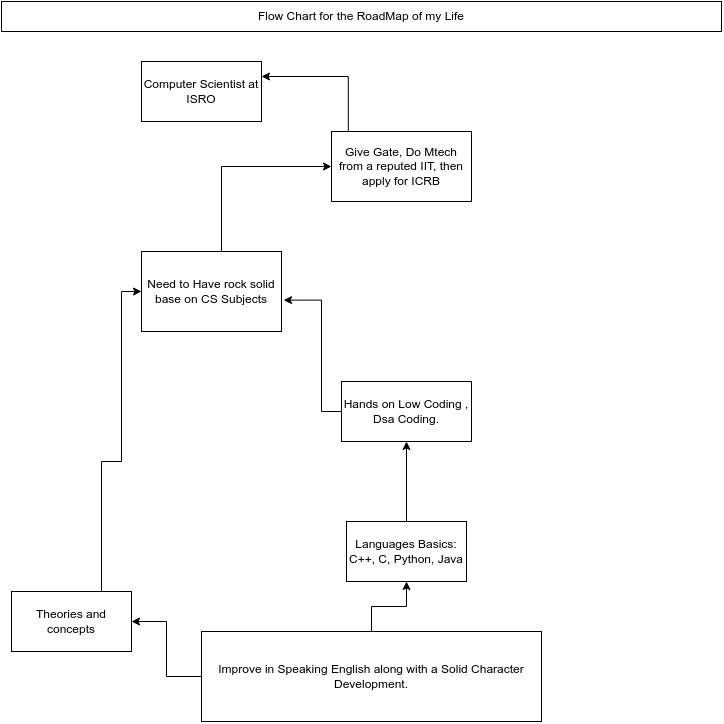 Flow Chart for the RoadMap of my Life
Computer Scientist at
ISRO
Give Gate, Do Mtech
from a reputed IIT, then
apply for ICRB
Need to Have rock solid
base on CS Subjects
Hands on Low Coding ,
Dsa Coding.
Languages Basics:
C++, C, Python, Java
Theories and
concepts
Improve in Speaking English along with a Solid Character
Development.